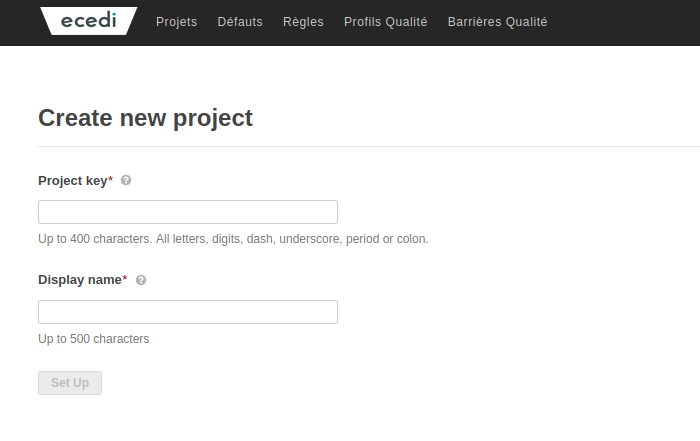 ecedi Projets Défauts Règles Profils Qualité Barrières Qualité
Create new project
Project key* ?
Up to 400 characters. All letters, digits, dash, underscore, period or colon.
Display name* ?
Up to 500 characters
Set Up